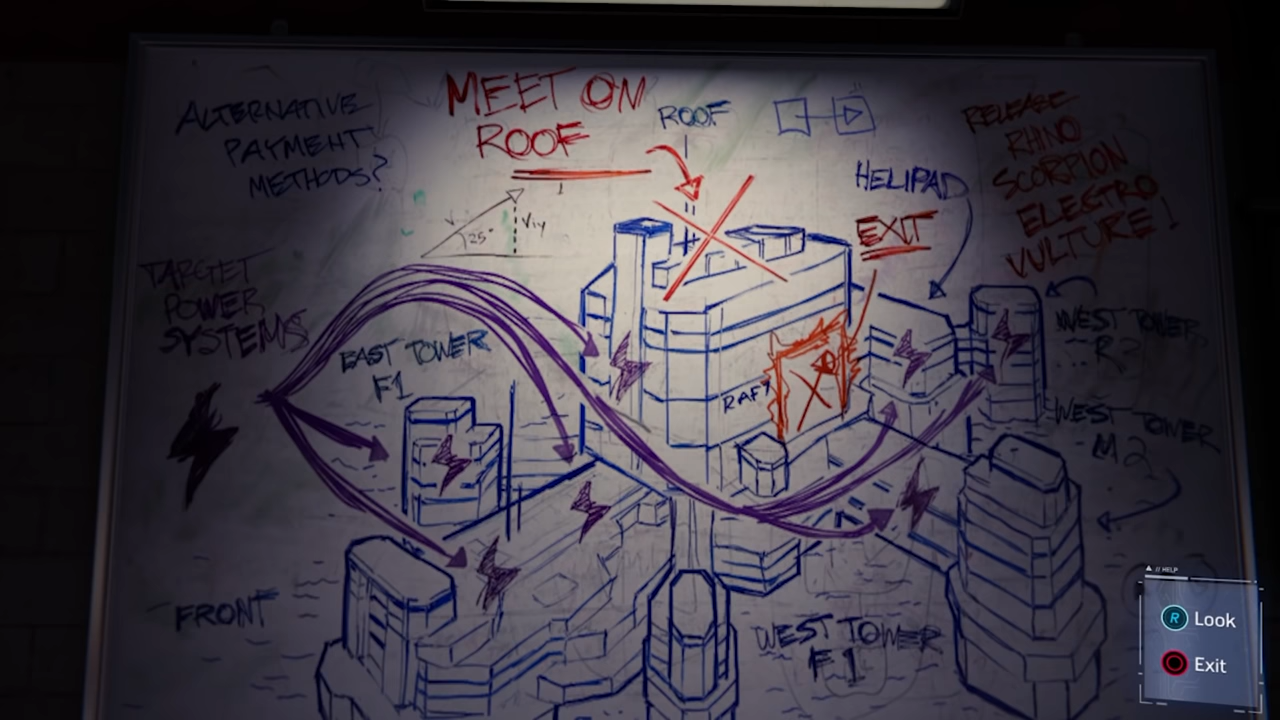 ALTERNATIVE
PAYMENT
METHODS?
MEET ON
ROOF
ROOF
RELEASE
RHINO
SCORPION
ELECTRO
VULTURE!
HELIPAD
EXIT
25°
TARGET
POWER
SYSTEMS
EAST TOWER
F1
RAFT
WEST TOWER
WEST TOWER
M2
FRONT
WEST TOWER
F1
// HELP
R Look
Exit